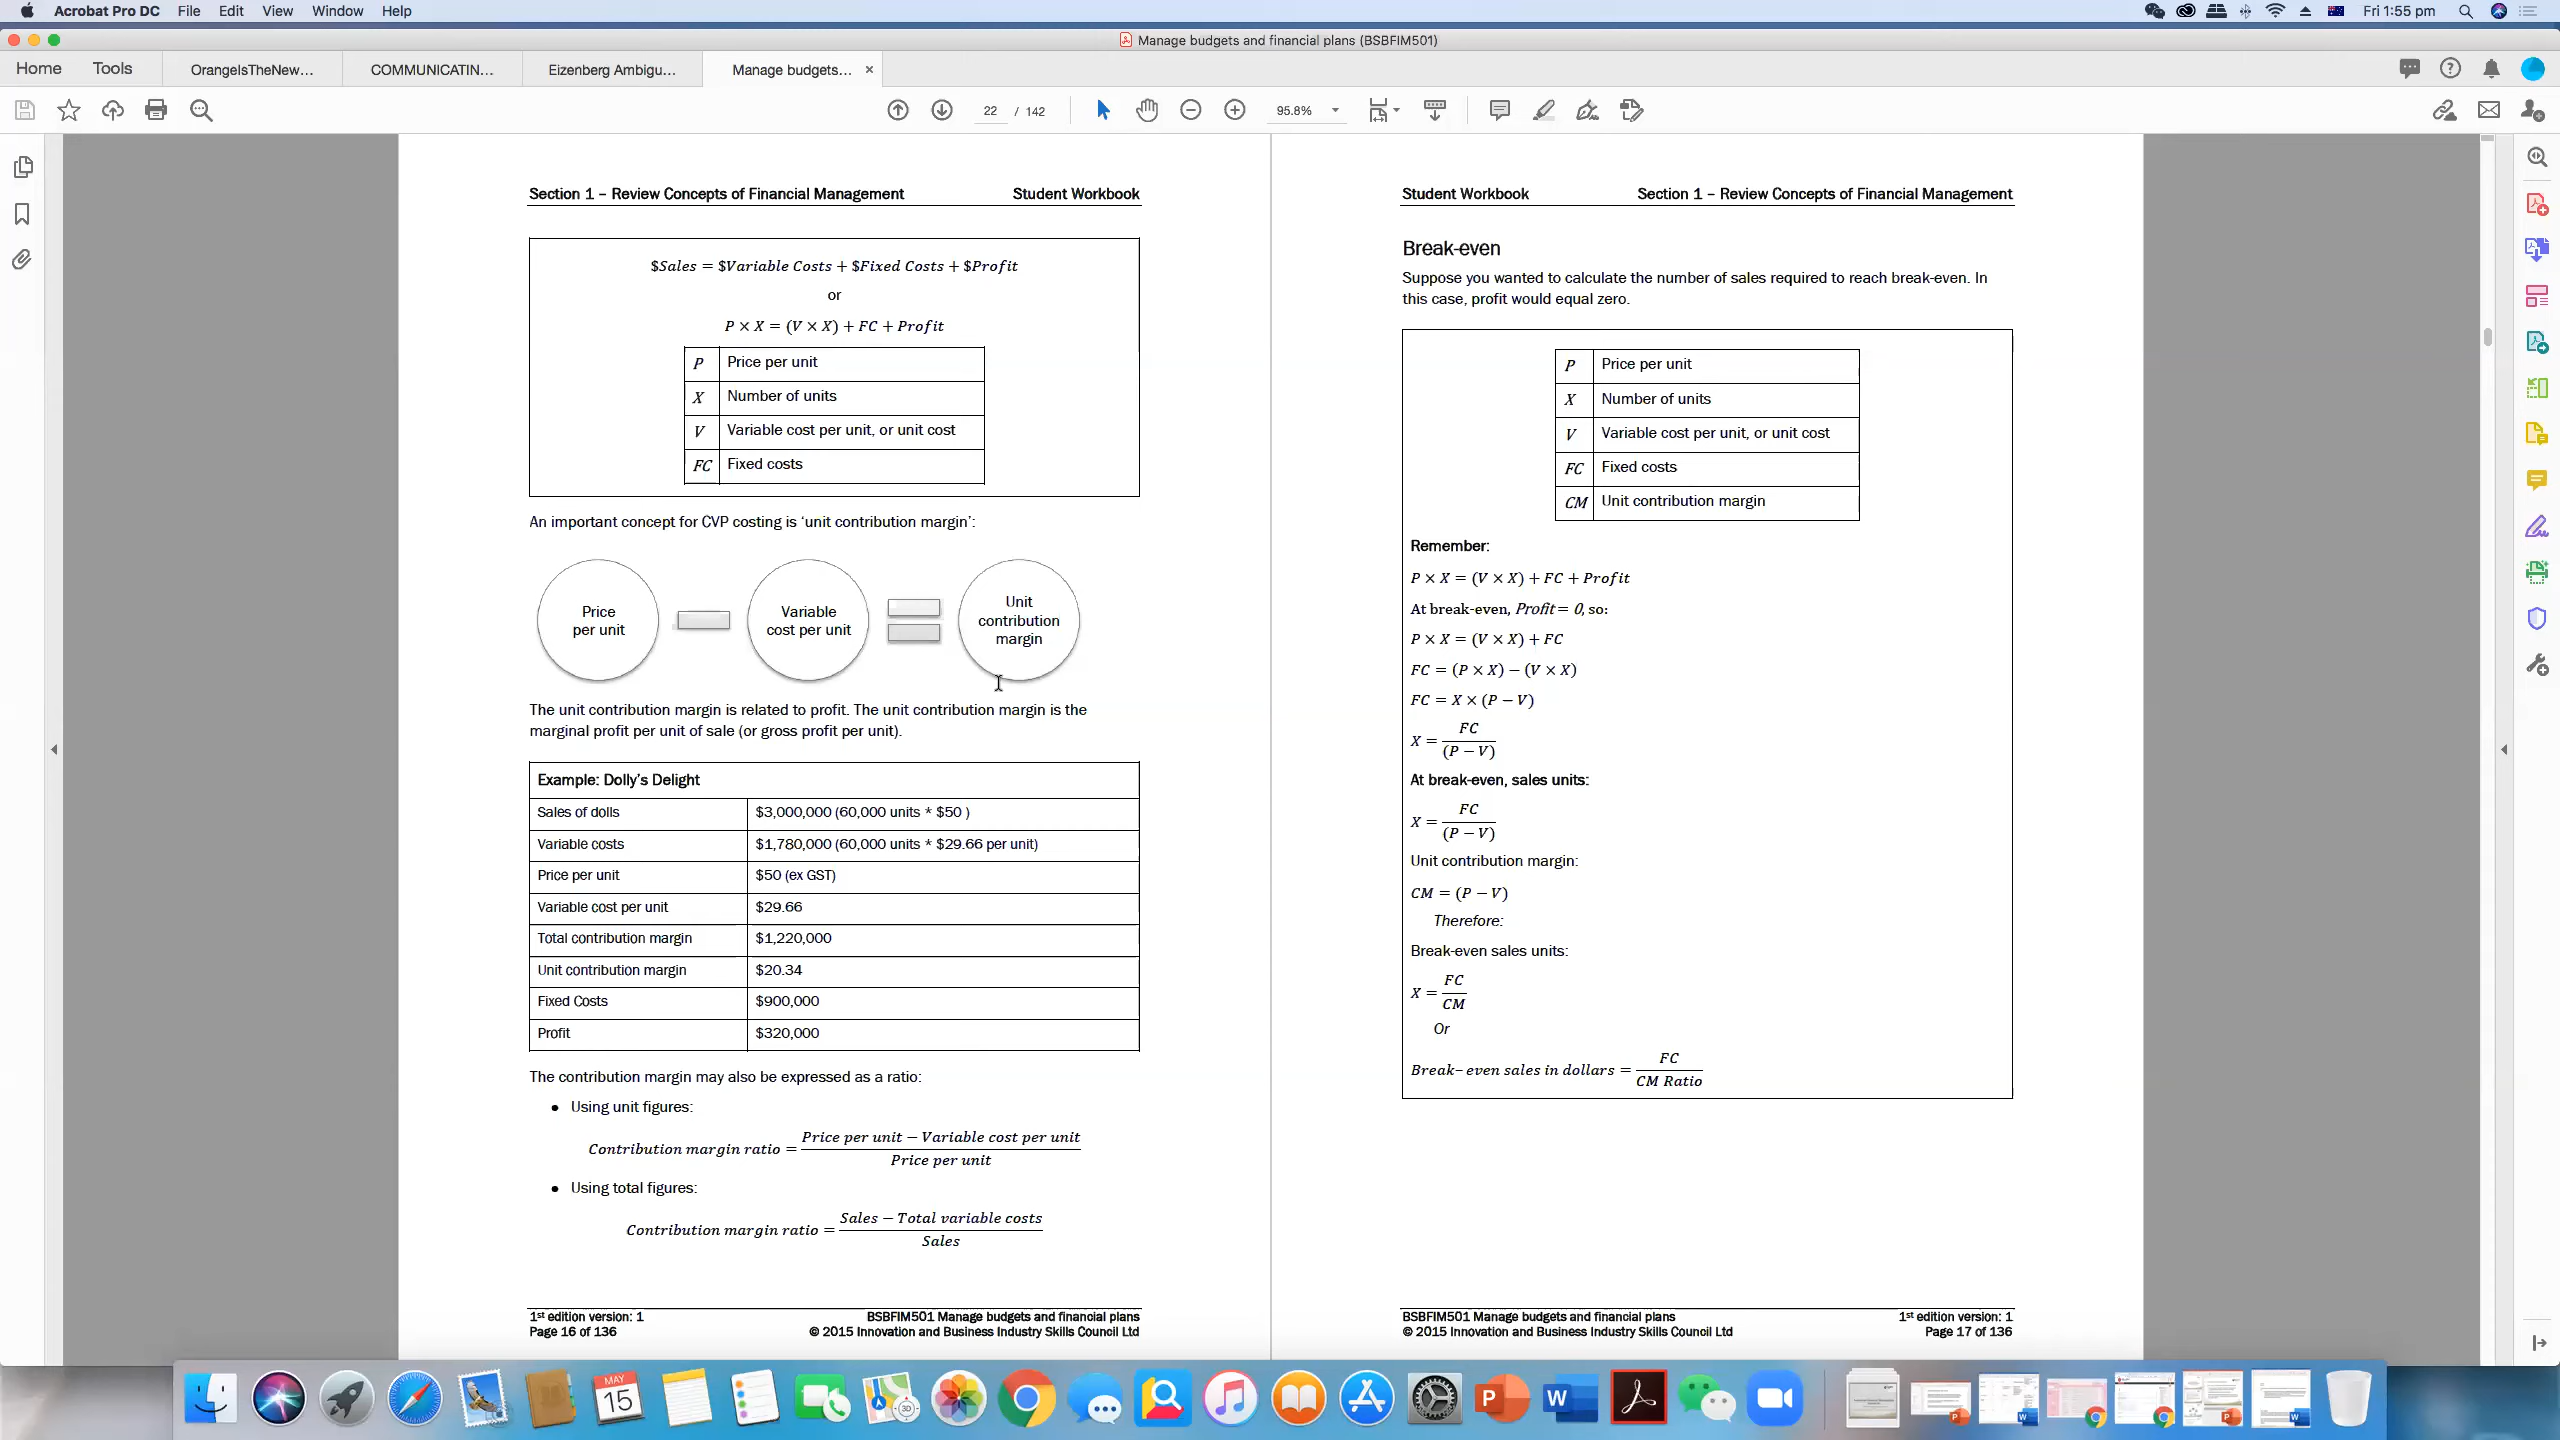 Acrobat Pro DC File Edit View Window Help
Fri 1:55 pm
Manage budgets and financial plans (BSBFIM501)
Home Tools OrangeIsTheNew... COMMUNICATIN... Eizenberg Ambigu... Manage budgets... ×
22 / 142 95.8%
Section 1 – Review Concepts of Financial Management Student Workbook
$Sales = $Variable Costs + $Fixed Costs + $Profit
or
P × X = (V × X) + FC + Profit
P Price per unit
X Number of units
V Variable cost per unit, or unit cost
FC Fixed costs
An important concept for CVP costing is ‘unit contribution margin’:
Price
per unit
Variable
cost per unit
Unit
contribution
margin
The unit contribution margin is related to profit. The unit contribution margin is the
marginal profit per unit of sale (or gross profit per unit).
Example: Dolly’s Delight
Sales of dolls $3,000,000 (60,000 units * $50 )
Variable costs $1,780,000 (60,000 units * $29.66 per unit)
Price per unit $50 (ex GST)
Variable cost per unit $29.66
Total contribution margin $1,220,000
Unit contribution margin $20.34
Fixed Costs $900,000
Profit $320,000
The contribution margin may also be expressed as a ratio:
• Using unit figures:
Contribution margin ratio = Price per unit − Variable cost per unit
Price per unit
• Using total figures:
Contribution margin ratio = Sales − Total variable costs
Sales
1st edition version: 1 BSBFIM501 Manage budgets and financial plans
Page 16 of 136 © 2015 Innovation and Business Industry Skills Council Ltd
Student Workbook Section 1 – Review Concepts of Financial Management
Break-even
Suppose you wanted to calculate the number of sales required to reach break-even. In
this case, profit would equal zero.
P Price per unit
X Number of units
V Variable cost per unit, or unit cost
FC Fixed costs
CM Unit contribution margin
Remember:
P × X = (V × X) + FC + Profit
At break-even, Profit = 0, so:
P × X = (V × X) + FC
FC = (P × X) − (V × X)
FC = X × (P − V)
X = FC
(P − V)
At break-even, sales units:
X = FC
(P − V)
Unit contribution margin:
CM = (P − V)
Therefore:
Break-even sales units:
X = FC
CM
Or
Break− even sales in dollars = FC
CM Ratio
BSBFIM501 Manage budgets and financial plans 1st edition version: 1
© 2015 Innovation and Business Industry Skills Council Ltd Page 17 of 136
MAY
15
3D
P
W